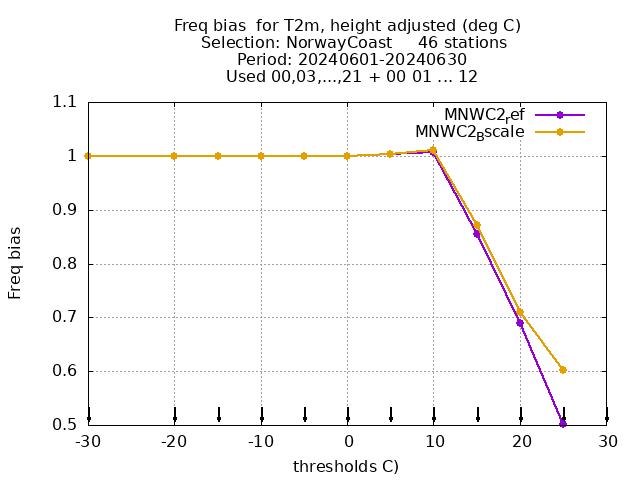 Freq bias  for T2m, height adjusted (deg C)
Selection: NorwayCoast     46 stations
Period: 20240601-20240630
Used 00,03,...,21 + 00 01 ... 12
MNWC2_ref
MNWC2_Bscale
1.1
1
0.9
0.8
0.7
0.6
0.5
Freq bias
-30 -20 -10 0 10 20 30
thresholds C)